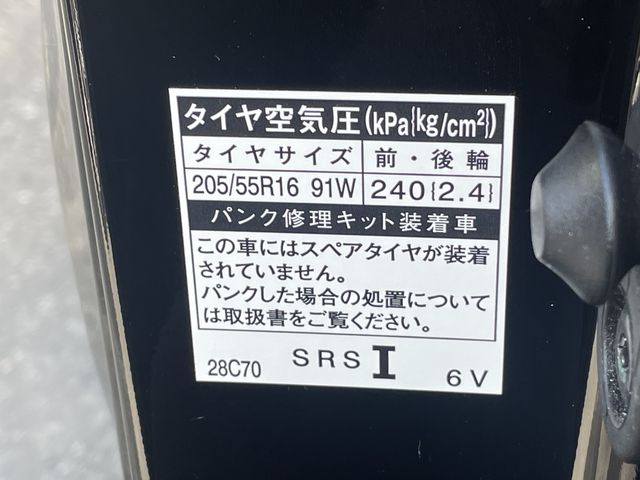 タイヤ空気圧(kPa{kg/cm²})
タイヤサイズ 前・後輪
205/55R16 91W 240{2.4}
パンク修理キット装着車
この車にはスペアタイヤが装着
されていません。
パンクした場合の処置について
は取扱書をご覧ください。
28C70 SRS I 6V